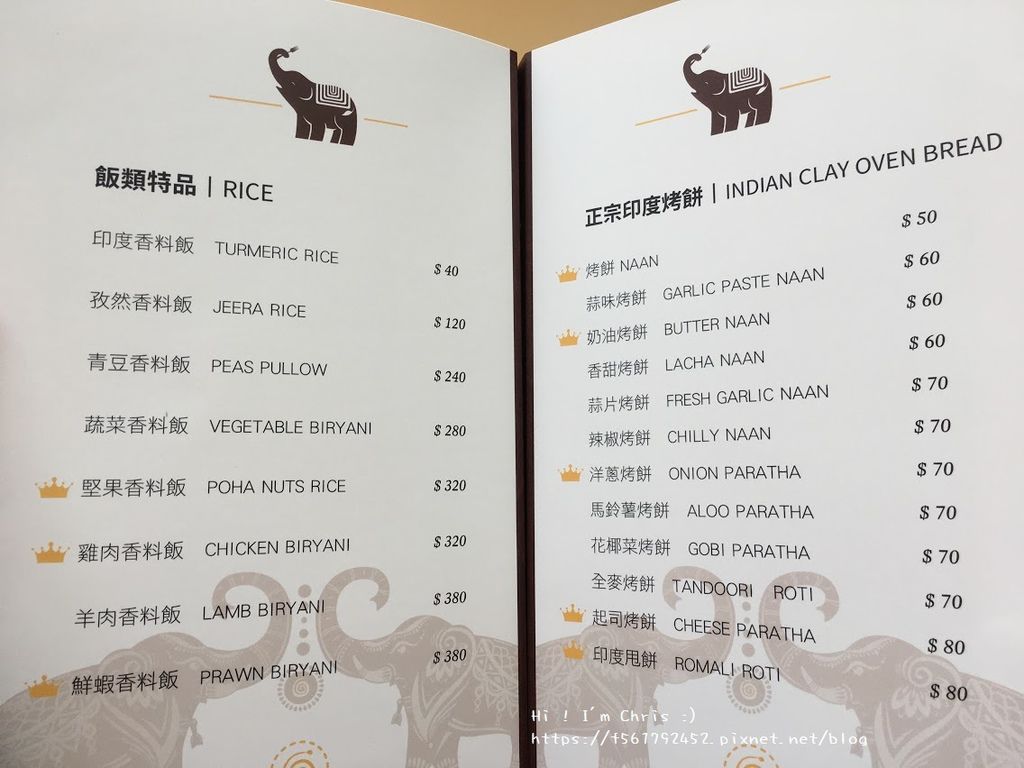 飯類特品 | RICE
印度香料飯 TURMERIC RICE $ 40
孜然香料飯 JEERA RICE $ 120
青豆香料飯 PEAS PULLOW $ 240
蔬菜香料飯 VEGETABLE BIRYANI $ 280
堅果香料飯 POHA NUTS RICE $ 320
雞肉香料飯 CHICKEN BIRYANI $ 320
羊肉香料飯 LAMB BIRYANI $ 380
鮮蝦香料飯 PRAWN BIRYANI $ 380
正宗印度烤餅 | INDIAN CLAY OVEN BREAD
烤餅 NAAN $ 50
蒜味烤餅 GARLIC PASTE NAAN $ 60
奶油烤餅 BUTTER NAAN $ 60
香甜烤餅 LACHA NAAN $ 60
蒜片烤餅 FRESH GARLIC NAAN $ 70
辣椒烤餅 CHILLY NAAN $ 70
洋蔥烤餅 ONION PARATHA $ 70
馬鈴薯烤餅 ALOO PARATHA $ 70
花椰菜烤餅 GOBI PARATHA $ 70
全麥烤餅 TANDOORI ROTI $ 70
起司烤餅 CHEESE PARATHA $ 80
印度甩餅 ROMALI ROTI $ 80
Hi ! I'm Chris :)
https://f567792452.pixnet.net/blog